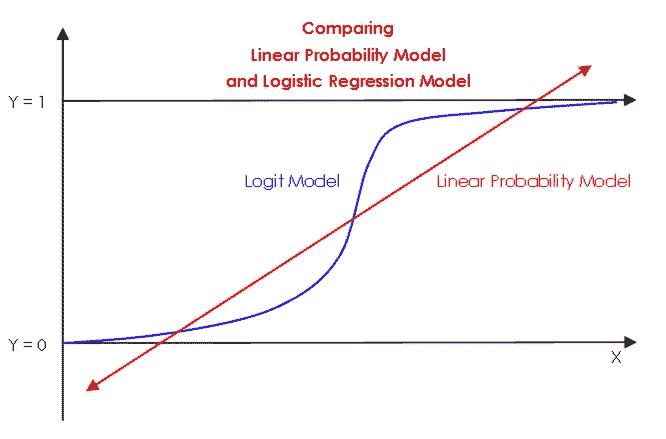 Comparing
Linear Probability Model
and Logistic Regression Model
Y = 1
Logit Model
Linear Probability Model
Y = 0
X